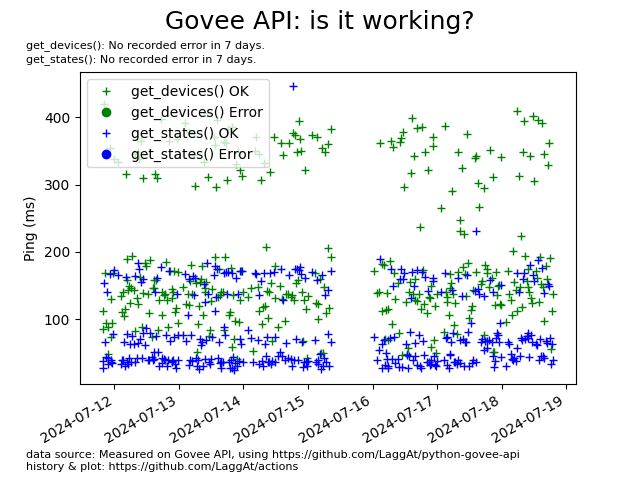 Govee API: is it working?
get_devices(): No recorded error in 7 days.
get_states(): No recorded error in 7 days.
get_devices() OK
get_devices() Error
get_states() OK
get_states() Error
Ping (ms)
400
300
200
100
2024-07-12
2024-07-13
2024-07-14
2024-07-15
2024-07-16
2024-07-17
2024-07-18
2024-07-19
data source: Measured on Govee API, using https://github.com/LaggAt/python-govee-api
history & plot: https://github.com/LaggAt/actions